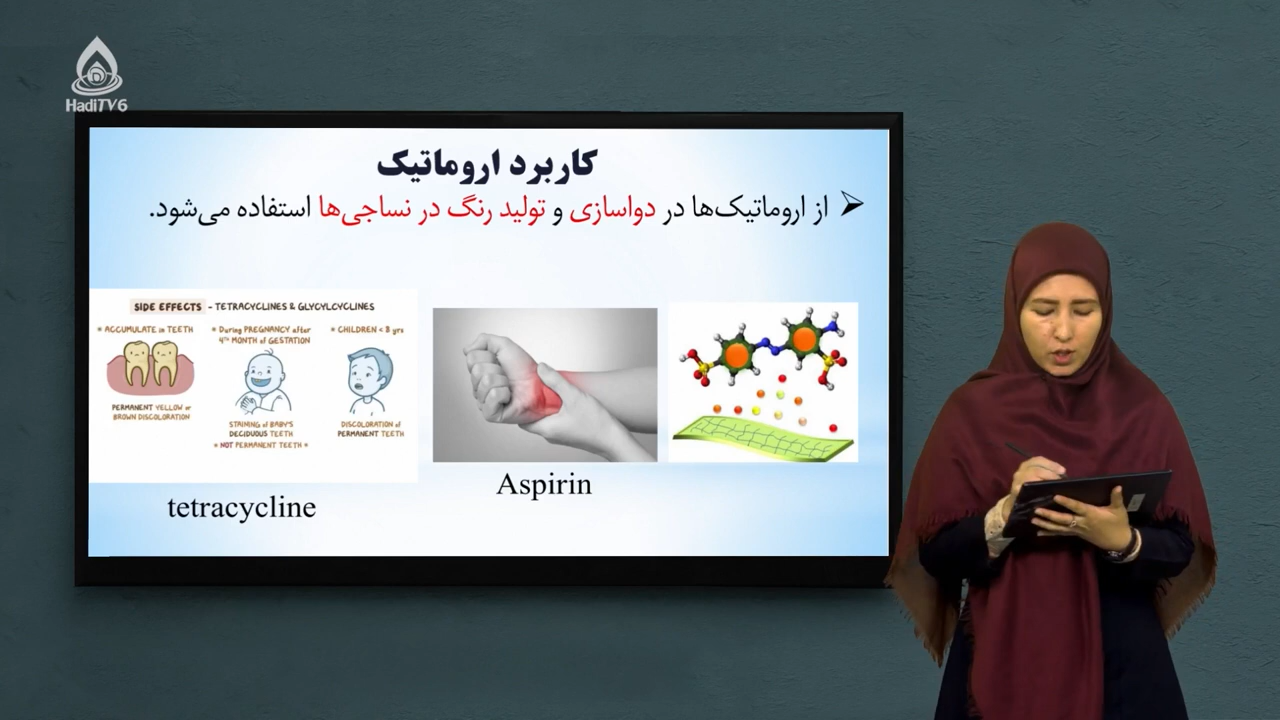 HadiTV6
کاربرد اروماتیک
از اروماتیک‌ها در دواسازی و تولید رنگ در نساجی‌ها استفاده می‌شود.
SIDE EFFECTS - TETRACYCLINES & GLYCYLCYCLINES
* ACCUMULATE in TEETH
PERMANENT YELLOW or
BROWN DISCOLORATION
* During PREGNANCY after
4TH MONTH of GESTATION
STAINING of BABY'S
DECIDUOUS TEETH
* NOT PERMANENT TEETH *
* CHILDREN < 8 yrs
DISCOLORATION of
PERMANENT TEETH
tetracycline
Aspirin